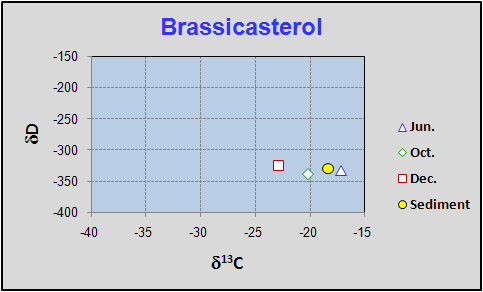 Brassicasterol
-150
-200
-250
-300
-350
-400
δD
-40 -35 -30 -25 -20 -15
δ¹³C
Jun.
Oct.
Dec.
Sediment